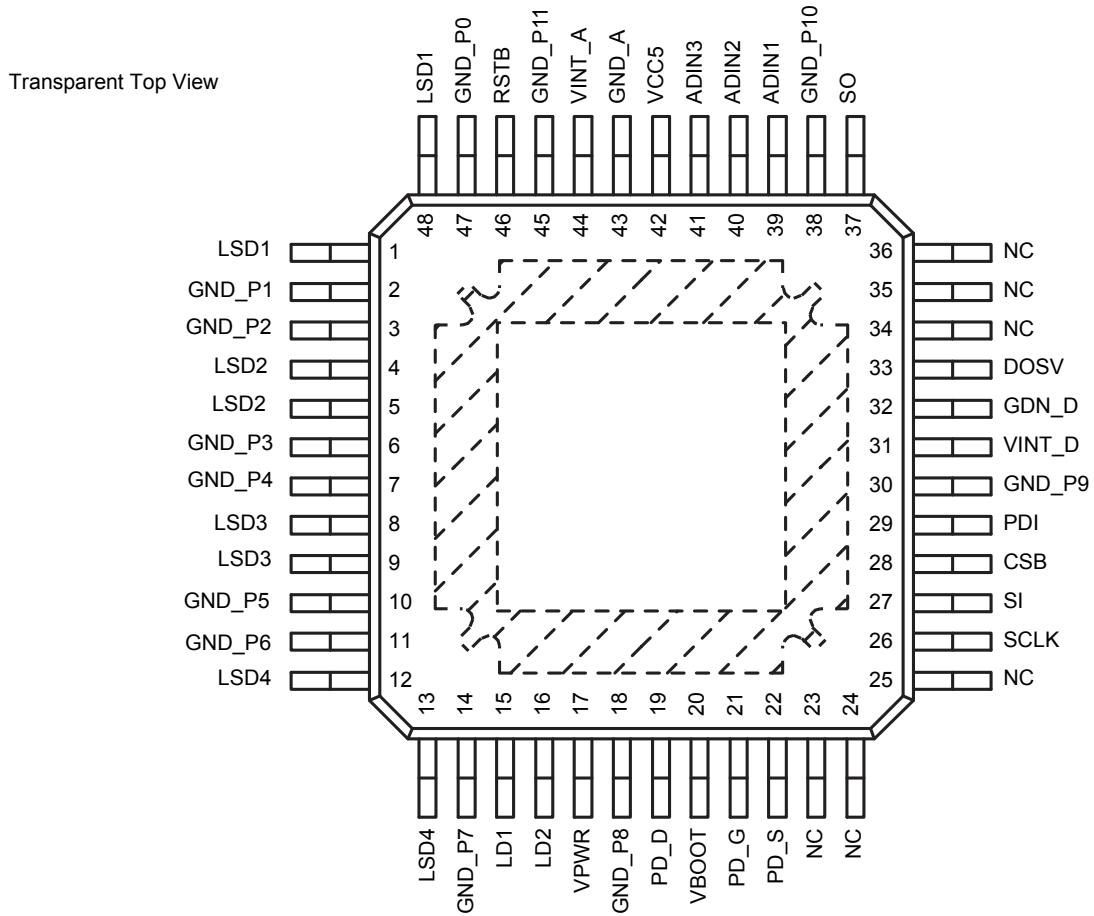 Transparent Top View
LSD1
GND_P0
RSTB
GND_P11
VINT_A
GND_A
VCC5
ADIN3
ADIN2
ADIN1
GND_P10
SO
48
47
46
45
44
43
42
41
40
39
38
37
LSD1 1
GND_P1 2
GND_P2 3
LSD2 4
LSD2 5
GND_P3 6
GND_P4 7
LSD3 8
LSD3 9
GND_P5 10
GND_P6 11
LSD4 12
36 NC
35 NC
34 NC
33 DOSV
32 GDN_D
31 VINT_D
30 GND_P9
29 PDI
28 CSB
27 SI
26 SCLK
25 NC
13
14
15
16
17
18
19
20
21
22
23
24
LSD4
GND_P7
LD1
LD2
VPWR
GND_P8
PD_D
VBOOT
PD_G
PD_S
NC
NC